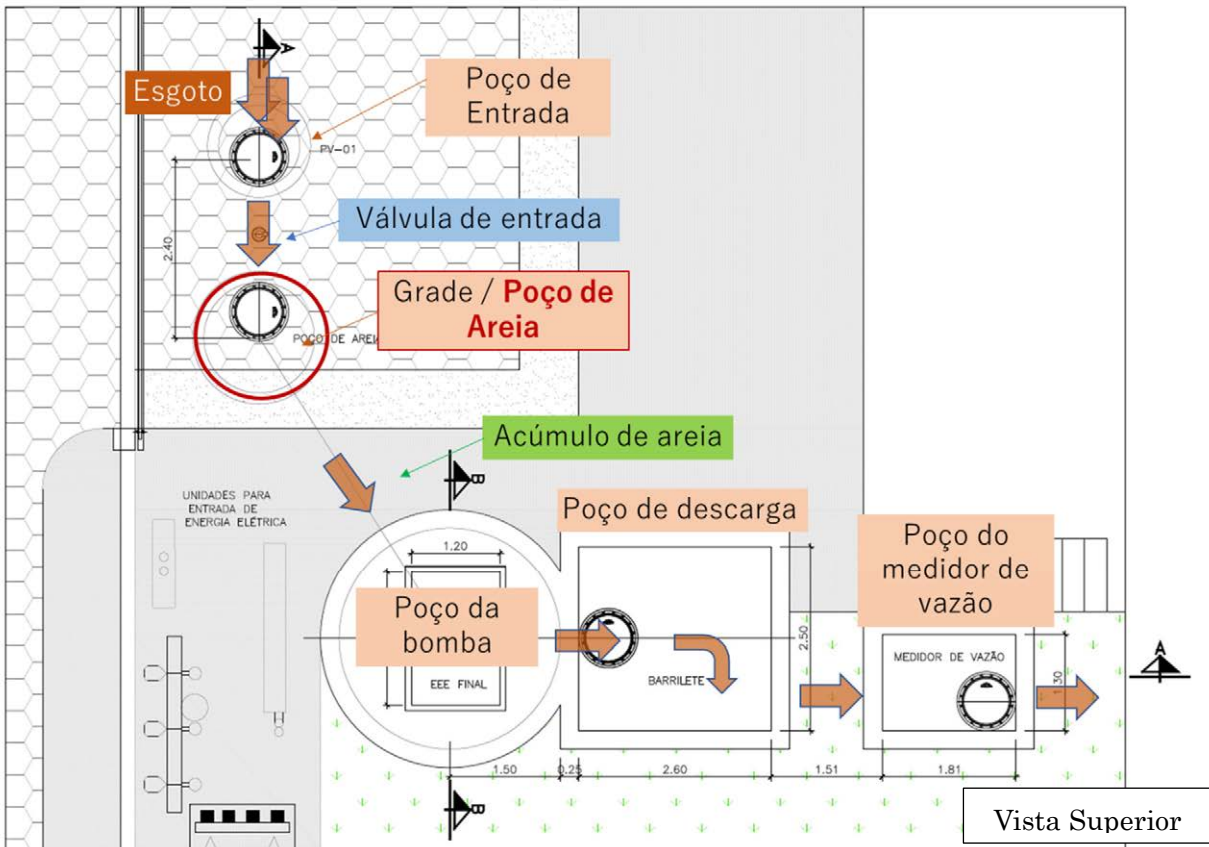 A
Esgoto
Poço de
Entrada
PV-01
2.40
Válvula de entrada
Grade / Poço de
Areia
POÇO DE AREIA
Acúmulo de areia
B
UNIDADES PARA
ENTRADA DE
ENERGIA ELÉTRICA
1.20
Poço de descarga
Poço do
medidor de
vazão
Poço da
bomba
EEE FINAL
BARRILETE
2.50
MEDIDOR DE VAZÃO
1.30
A
1.50
0.25
2.60
1.51
1.81
B
Vista Superior